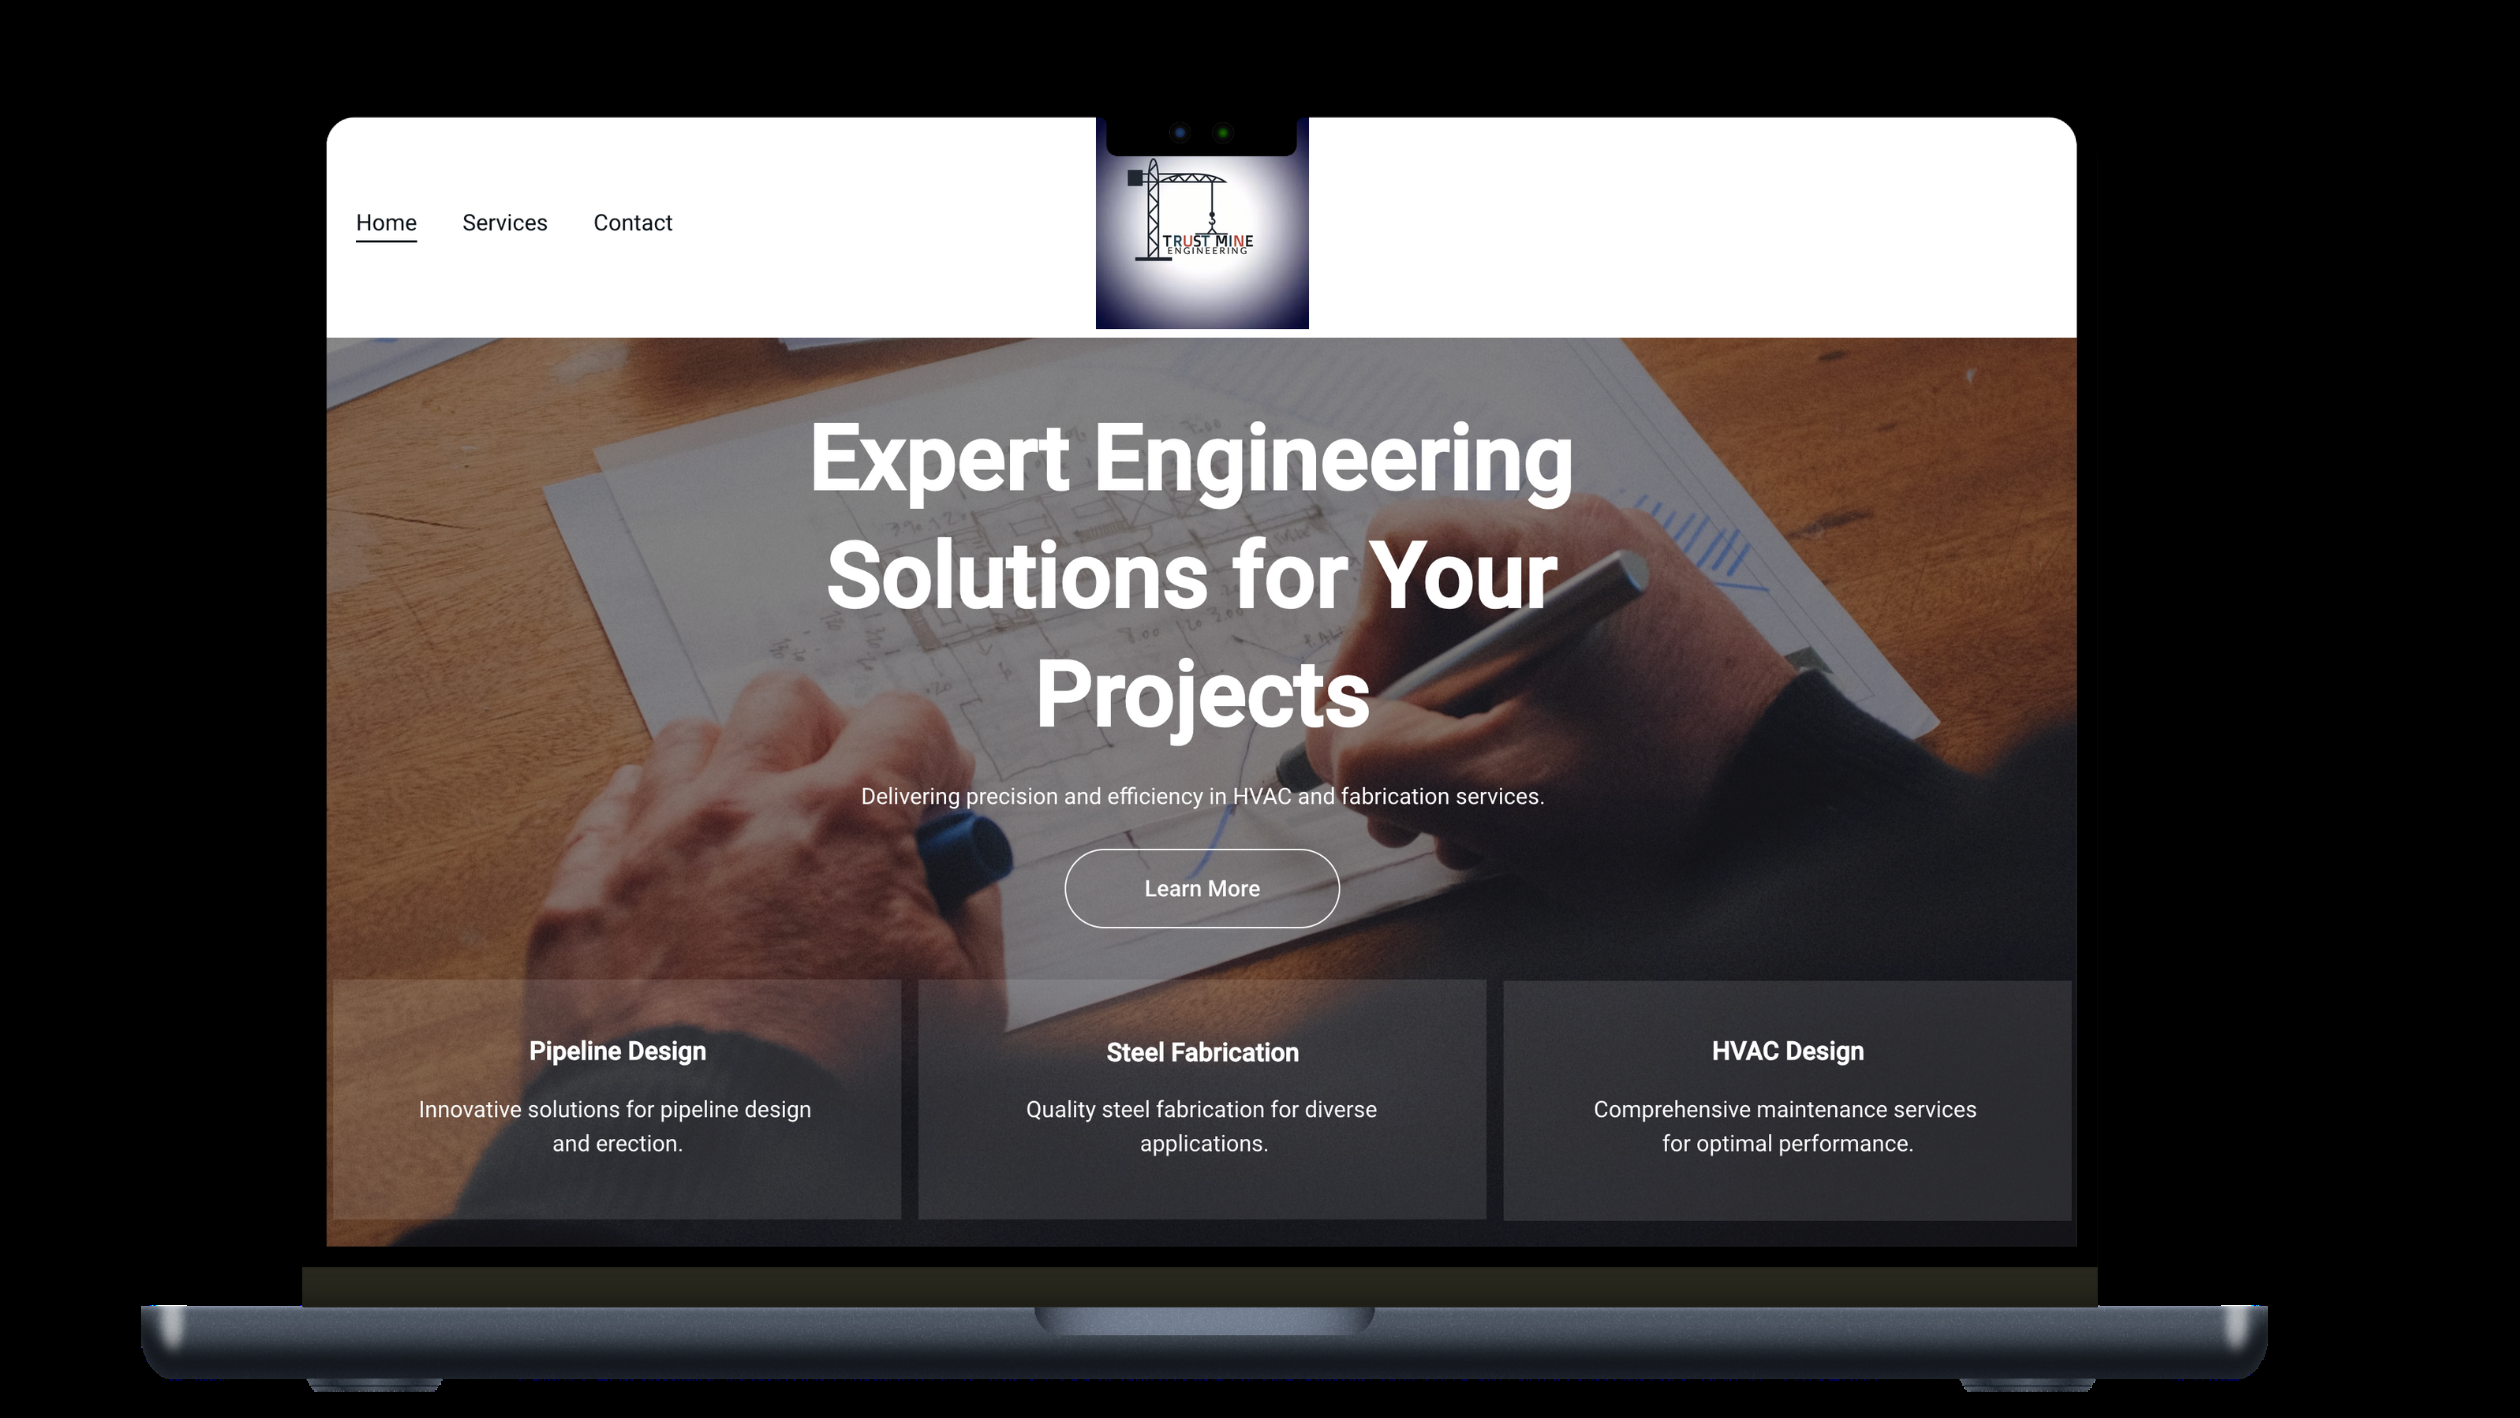 Home Services Contact
TRUST MINE
ENGINEERING
Expert Engineering
Solutions for Your
Projects
Delivering precision and efficiency in HVAC and fabrication services.
Learn More
Pipeline Design
Innovative solutions for pipeline design
and erection.
Steel Fabrication
Quality steel fabrication for diverse
applications.
HVAC Design
Comprehensive maintenance services
for optimal performance.